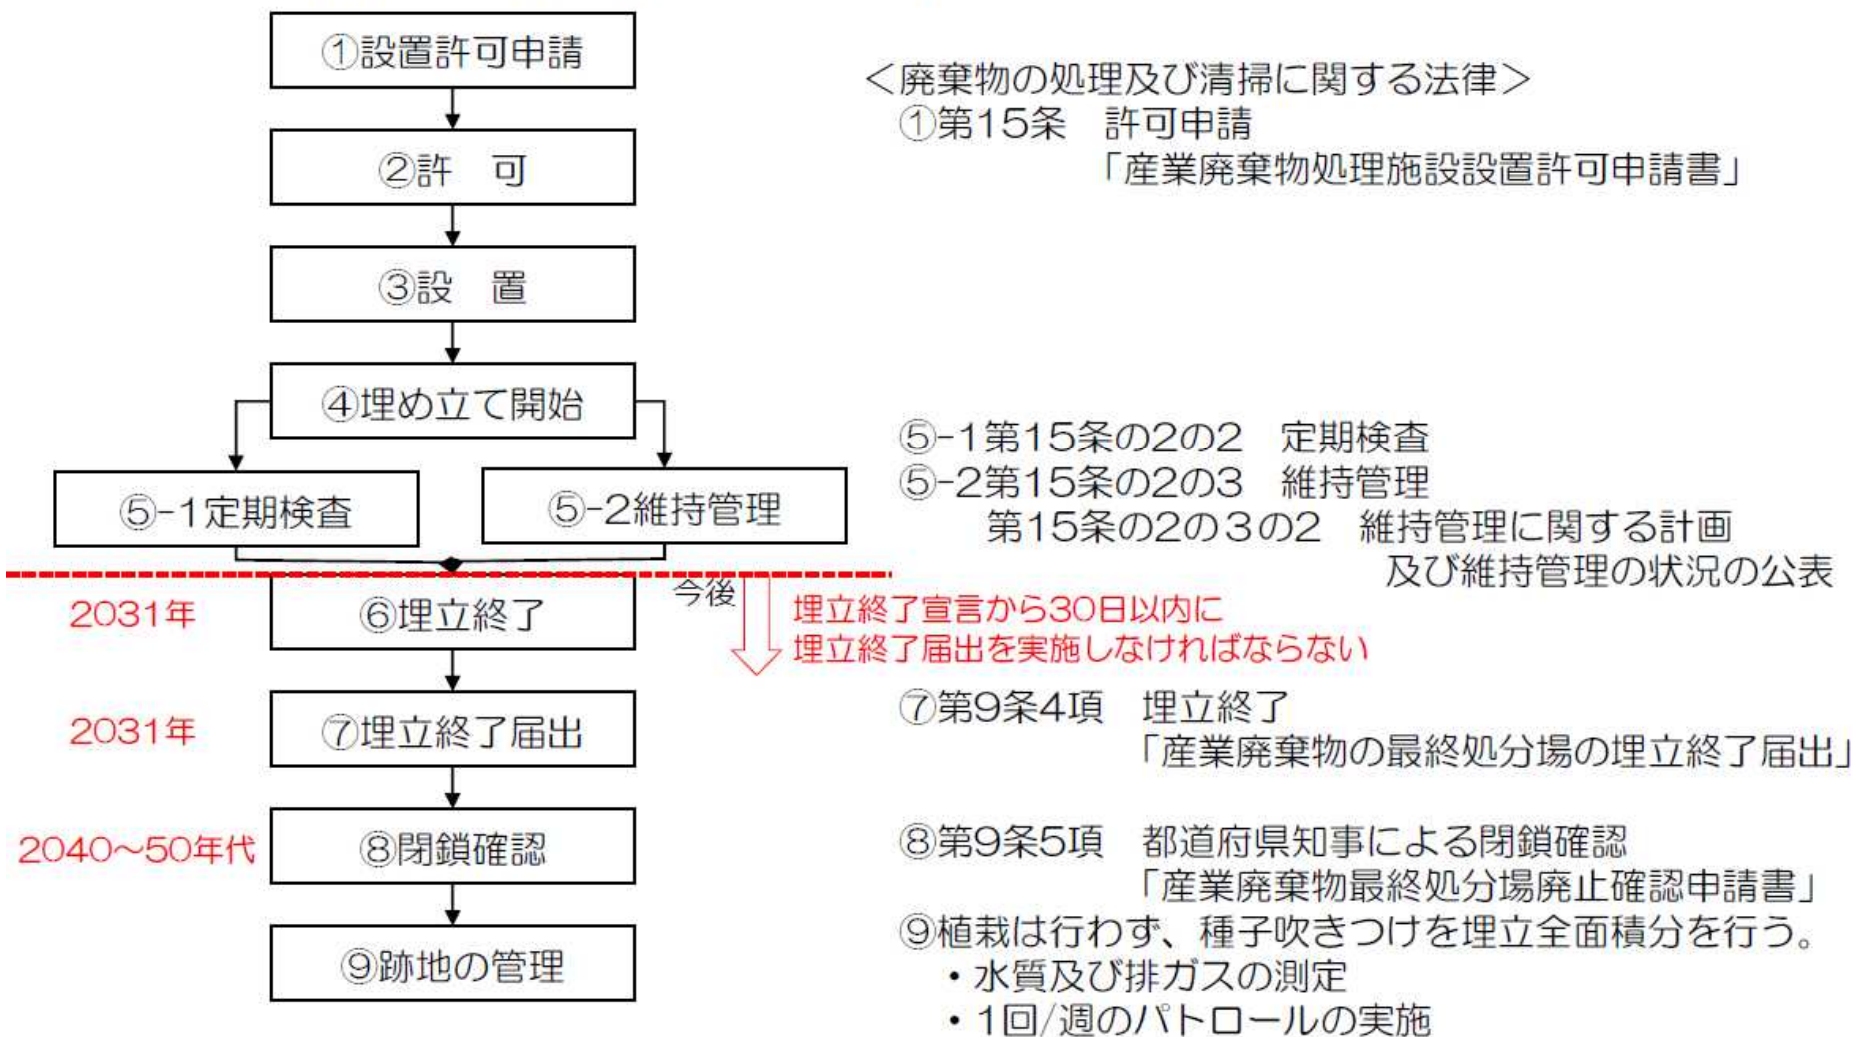 ①設置許可申請
②許　可
③設　置
④埋め立て開始
⑤-1定期検査
⑤-2維持管理
今後
2031年
⑥埋立終了
2031年
⑦埋立終了届出
2040～50年代
⑧閉鎖確認
⑨跡地の管理
＜廃棄物の処理及び清掃に関する法律＞
①第15条　許可申請
「産業廃棄物処理施設設置許可申請書」
⑤-1第15条の2の2　定期検査
⑤-2第15条の2の3　維持管理
第15条の2の3の2　維持管理に関する計画
及び維持管理の状況の公表
埋立終了宣言から30日以内に
埋立終了届出を実施しなければならない
⑦第9条4項　埋立終了
「産業廃棄物の最終処分場の埋立終了届出」
⑧第9条5項　都道府県知事による閉鎖確認
「産業廃棄物最終処分場廃止確認申請書」
⑨植栽は行わず、種子吹きつけを埋立全面積分を行う。
・水質及び排ガスの測定
・1回/週のパトロールの実施